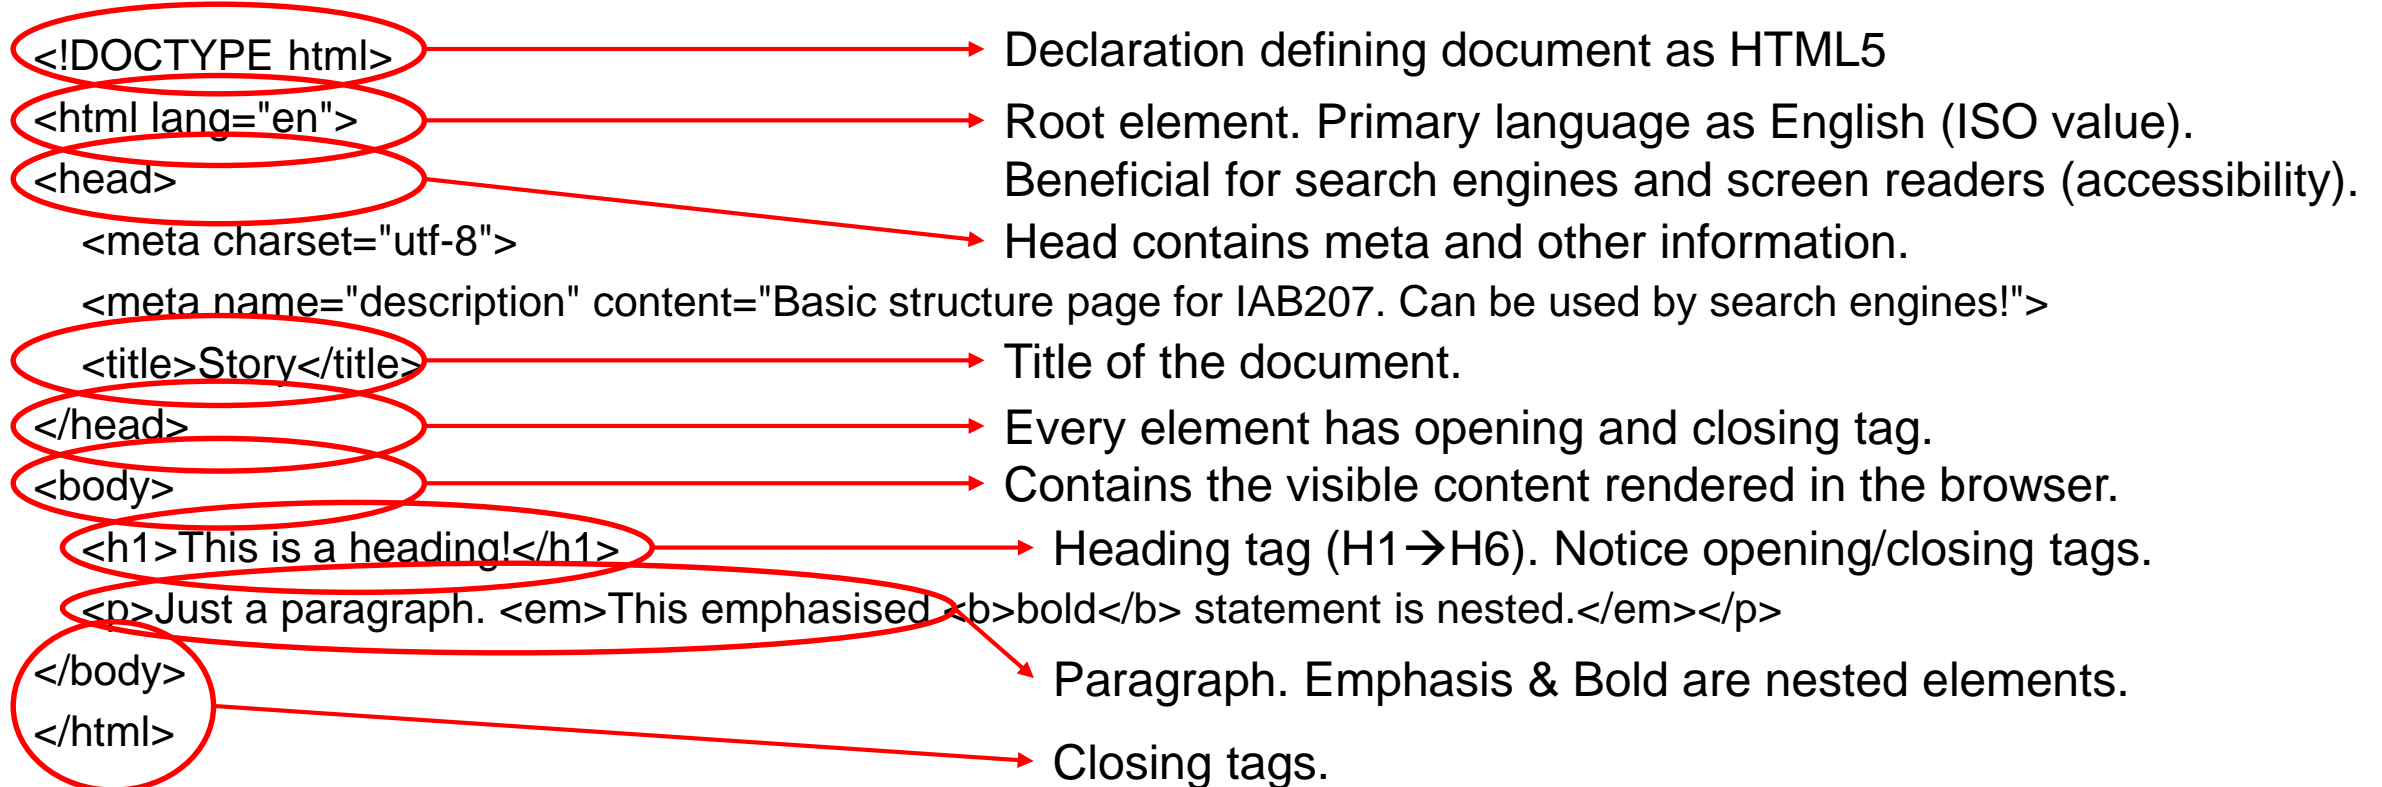 <!DOCTYPE html> Declaration defining document as HTML5
<html lang="en"> Root element. Primary language as English (ISO value).
<head> Beneficial for search engines and screen readers (accessibility).
<meta charset="utf-8"> Head contains meta and other information.
<meta name="description" content="Basic structure page for IAB207. Can be used by search engines!">
<title>Story</title> Title of the document.
</head> Every element has opening and closing tag.
<body> Contains the visible content rendered in the browser.
<h1>This is a heading!</h1> Heading tag (H1→H6). Notice opening/closing tags.
<p>Just a paragraph. <em>This emphasised <b>bold</b> statement is nested.</em></p>
</body> Paragraph. Emphasis & Bold are nested elements.
</html>
Closing tags.